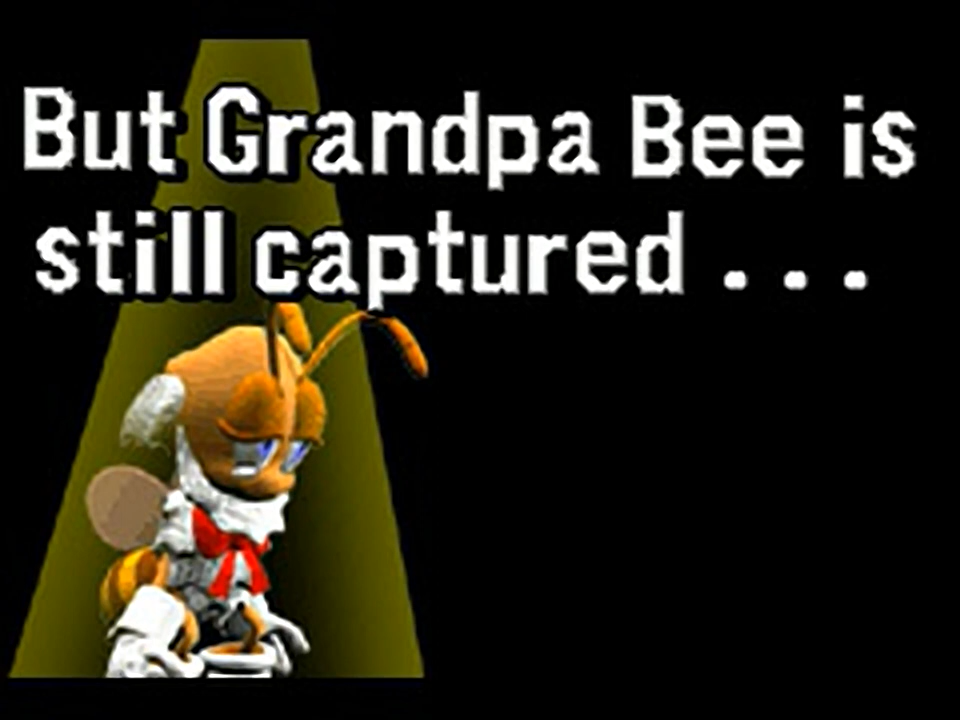 But Grandpa Bee is
still captured . . .